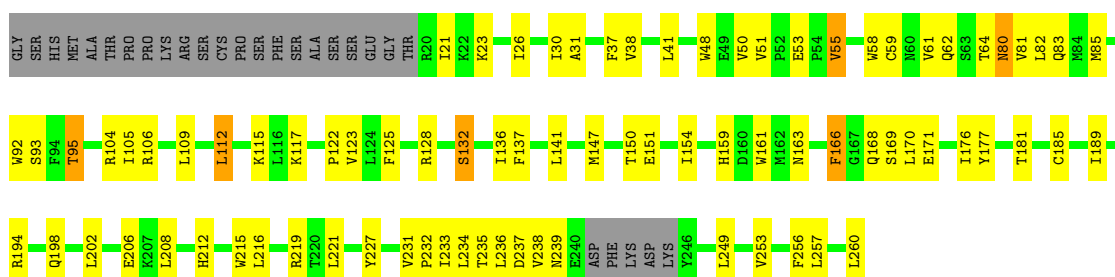 GLY SER HIS MET ALA THR PRO PRO LYS ARG SER CYS PRO SER PHE SER ALA SER SER GLU GLY THR R20 I21 K22 K23 I26 I30 A31 F37 V38 L41 W48 E49 V50 V51 P52 E53 P54 V55 W58 C59 N60 V61 Q62 S63 T64 N80 V81 L82 Q83 M84 M85
W92 S93 F94 T95 R104 I105 R106 L109 L112 K115 L116 K117 P122 V123 L124 F125 R128 S132 I136 F137 L141 M147 T150 E151 I154 H159 D160 W161 M162 N163 F166 G167 Q168 S169 L170 E171 I176 Y177 T181 C185 I189
R194 Q198 L202 E206 K207 L208 H212 W215 L216 R219 T220 L221 Y227 V231 P232 I233 L234 T235 L236 D237 V238 N239 E240 ASP PHE LYS ASP LYS Y246 L249 V253 F256 L257 L260